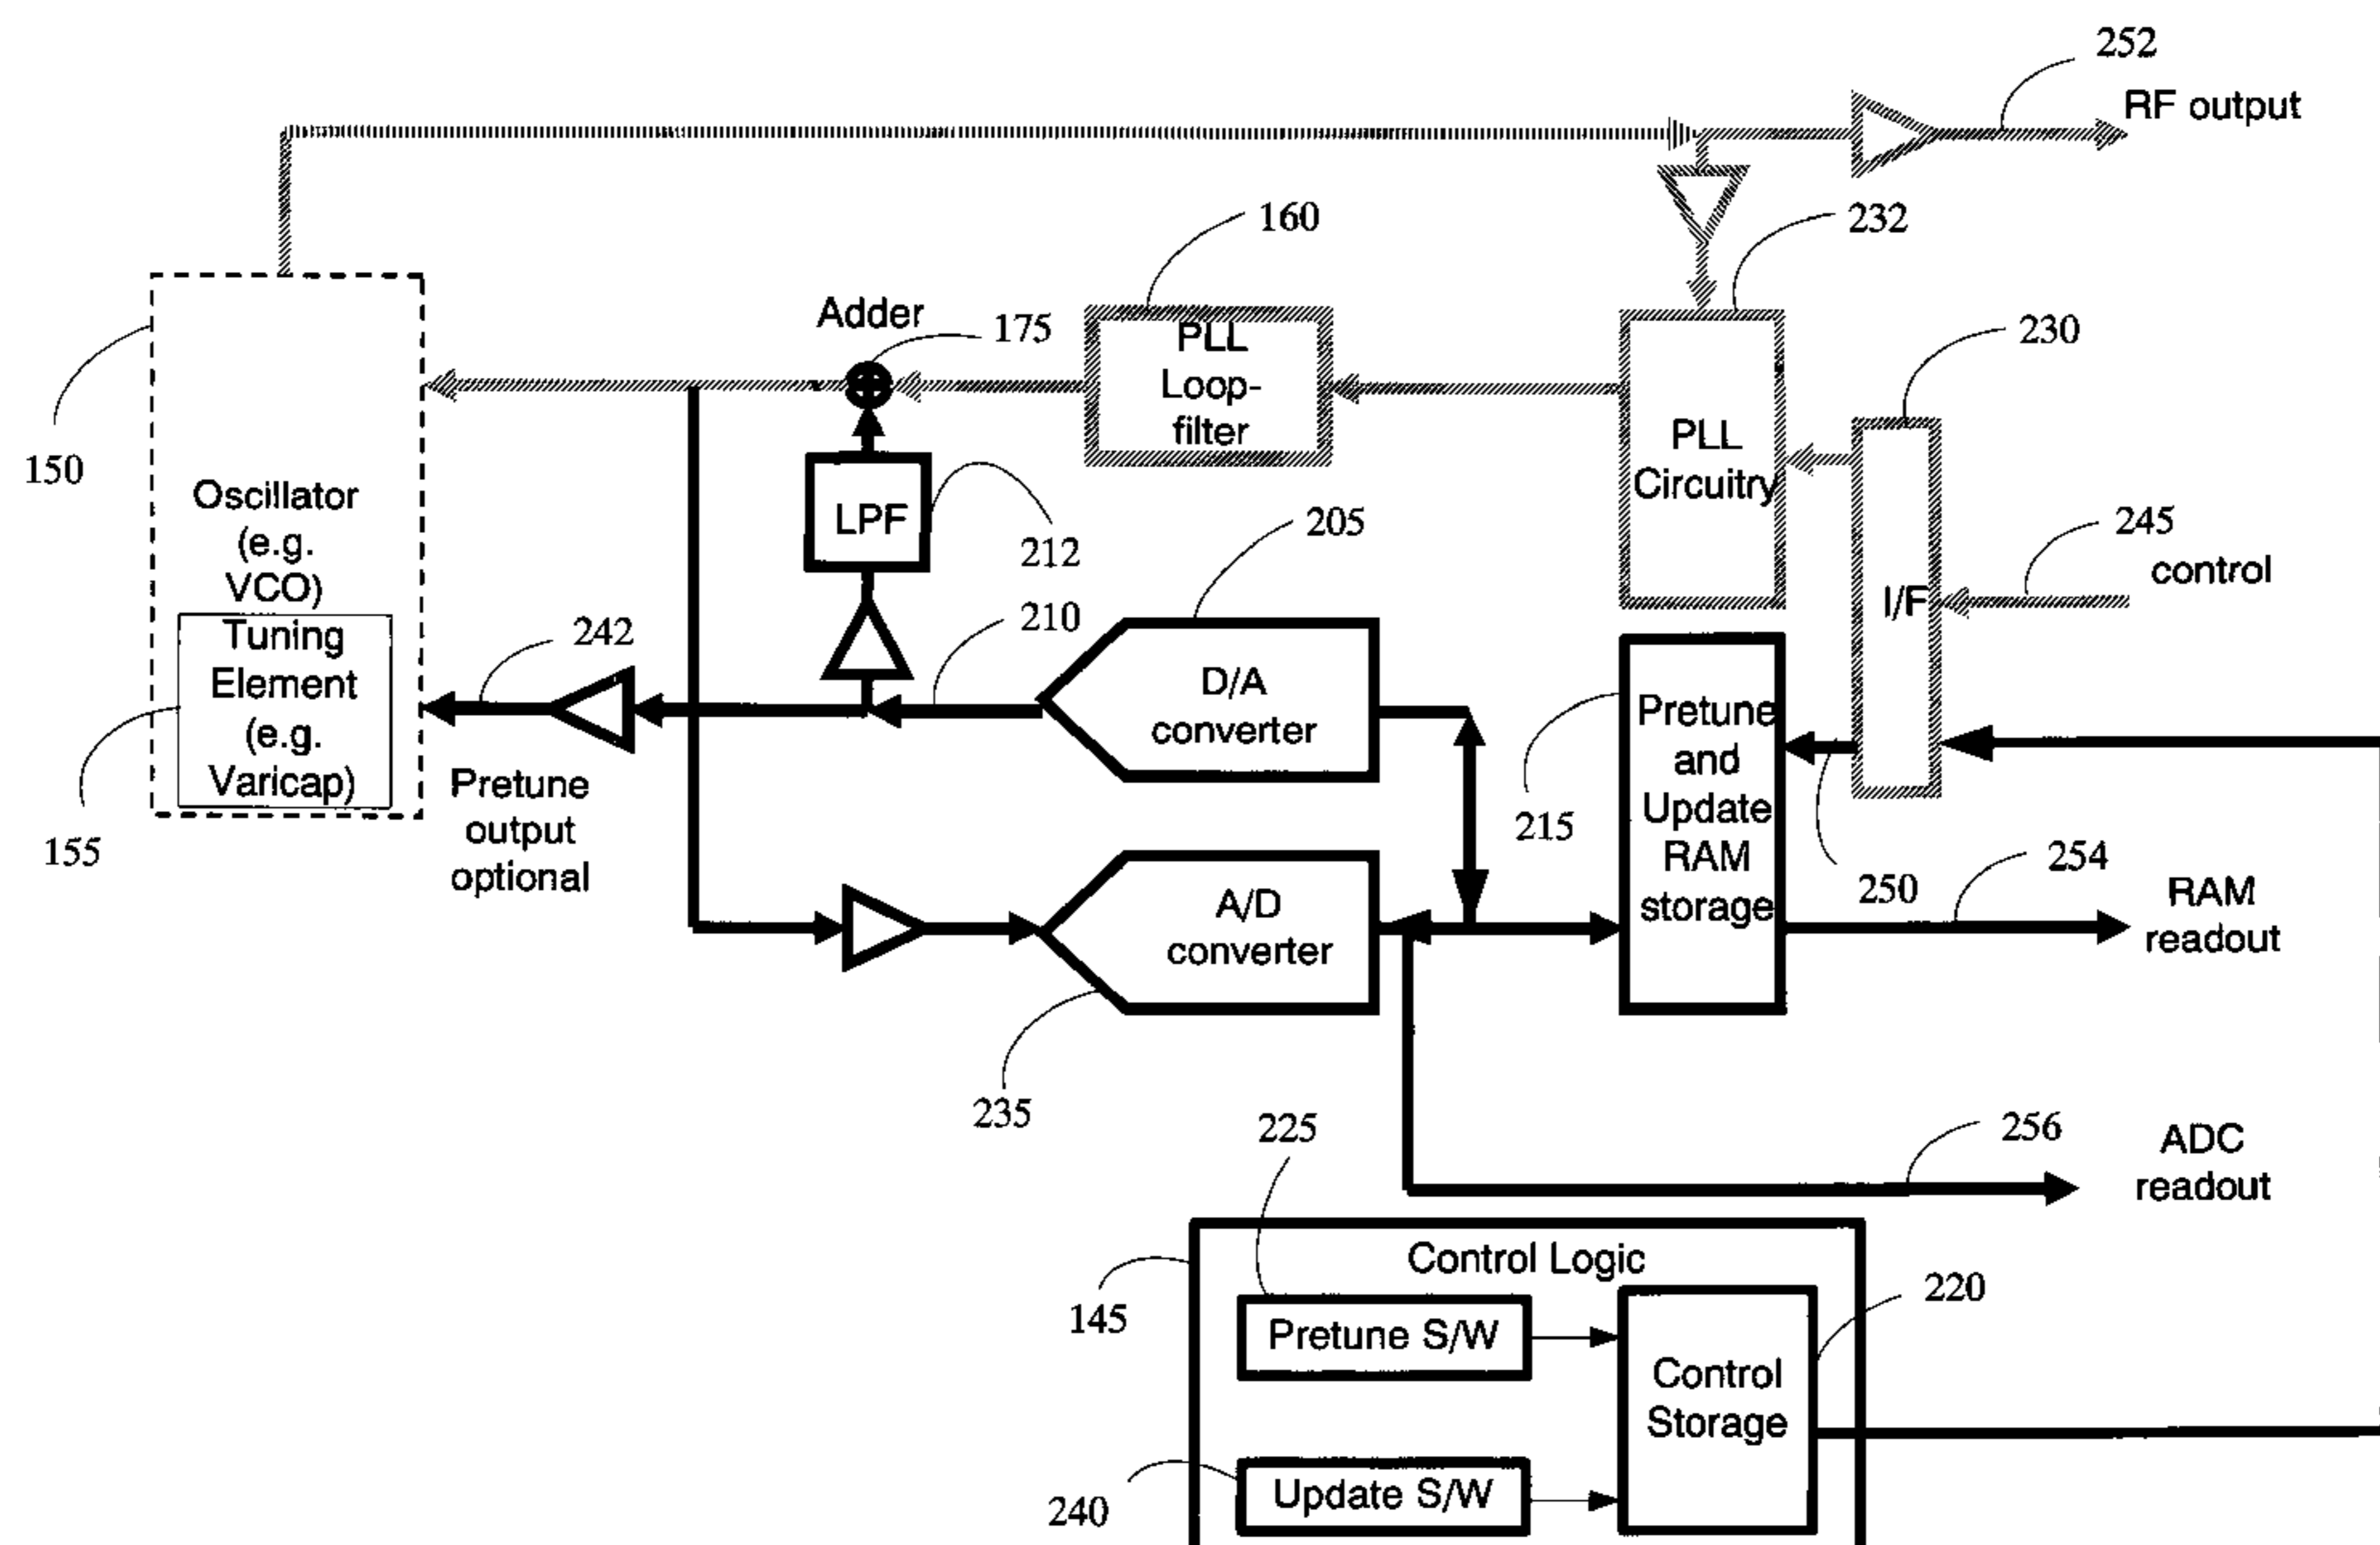 252
RF output
160
232
Adder
175
PLL
Loop-
filter
230
PLL
Circuitry
150
Oscillator
(e.g.
VCO)
LPF
212
205
245
control
I/F
Tuning
Element
(e.g.
Varicap)
242
210
D/A
converter
Pretune
and
Update
RAM
storage
215
155
Pretune
output
optional
A/D
converter
250
254
RAM
readout
235
225
256
ADC
readout
Control Logic
145
220
Pretune S/W
Control
Storage
240
Update S/W